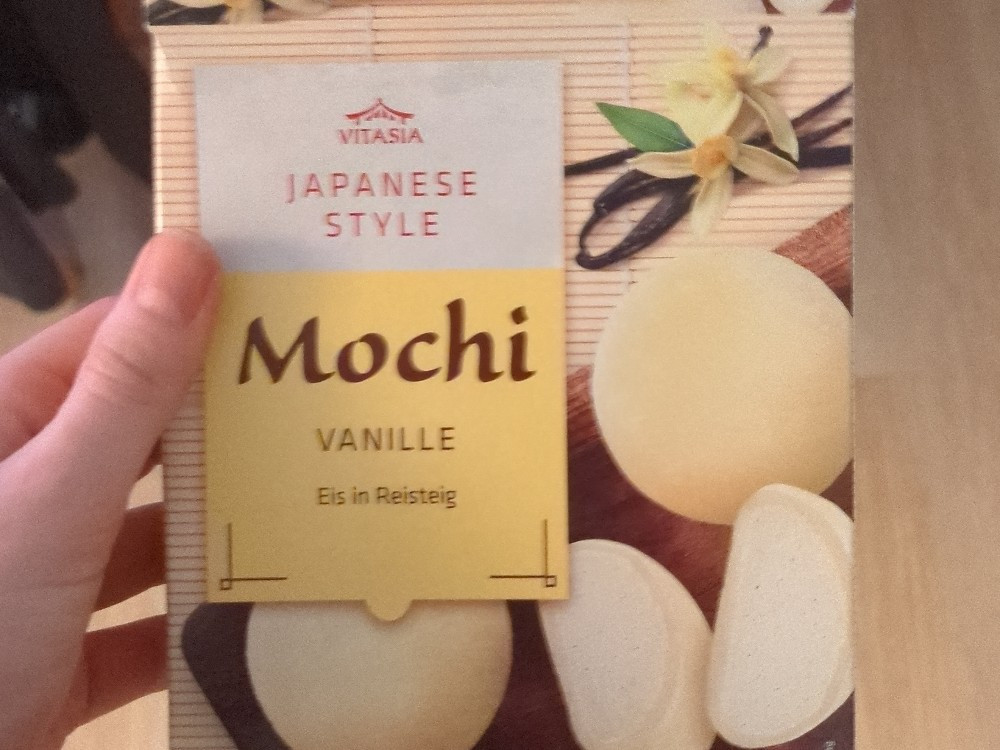 VITASIA
JAPANESE
STYLE
Mochi
VANILLE
Eis in Reisteig